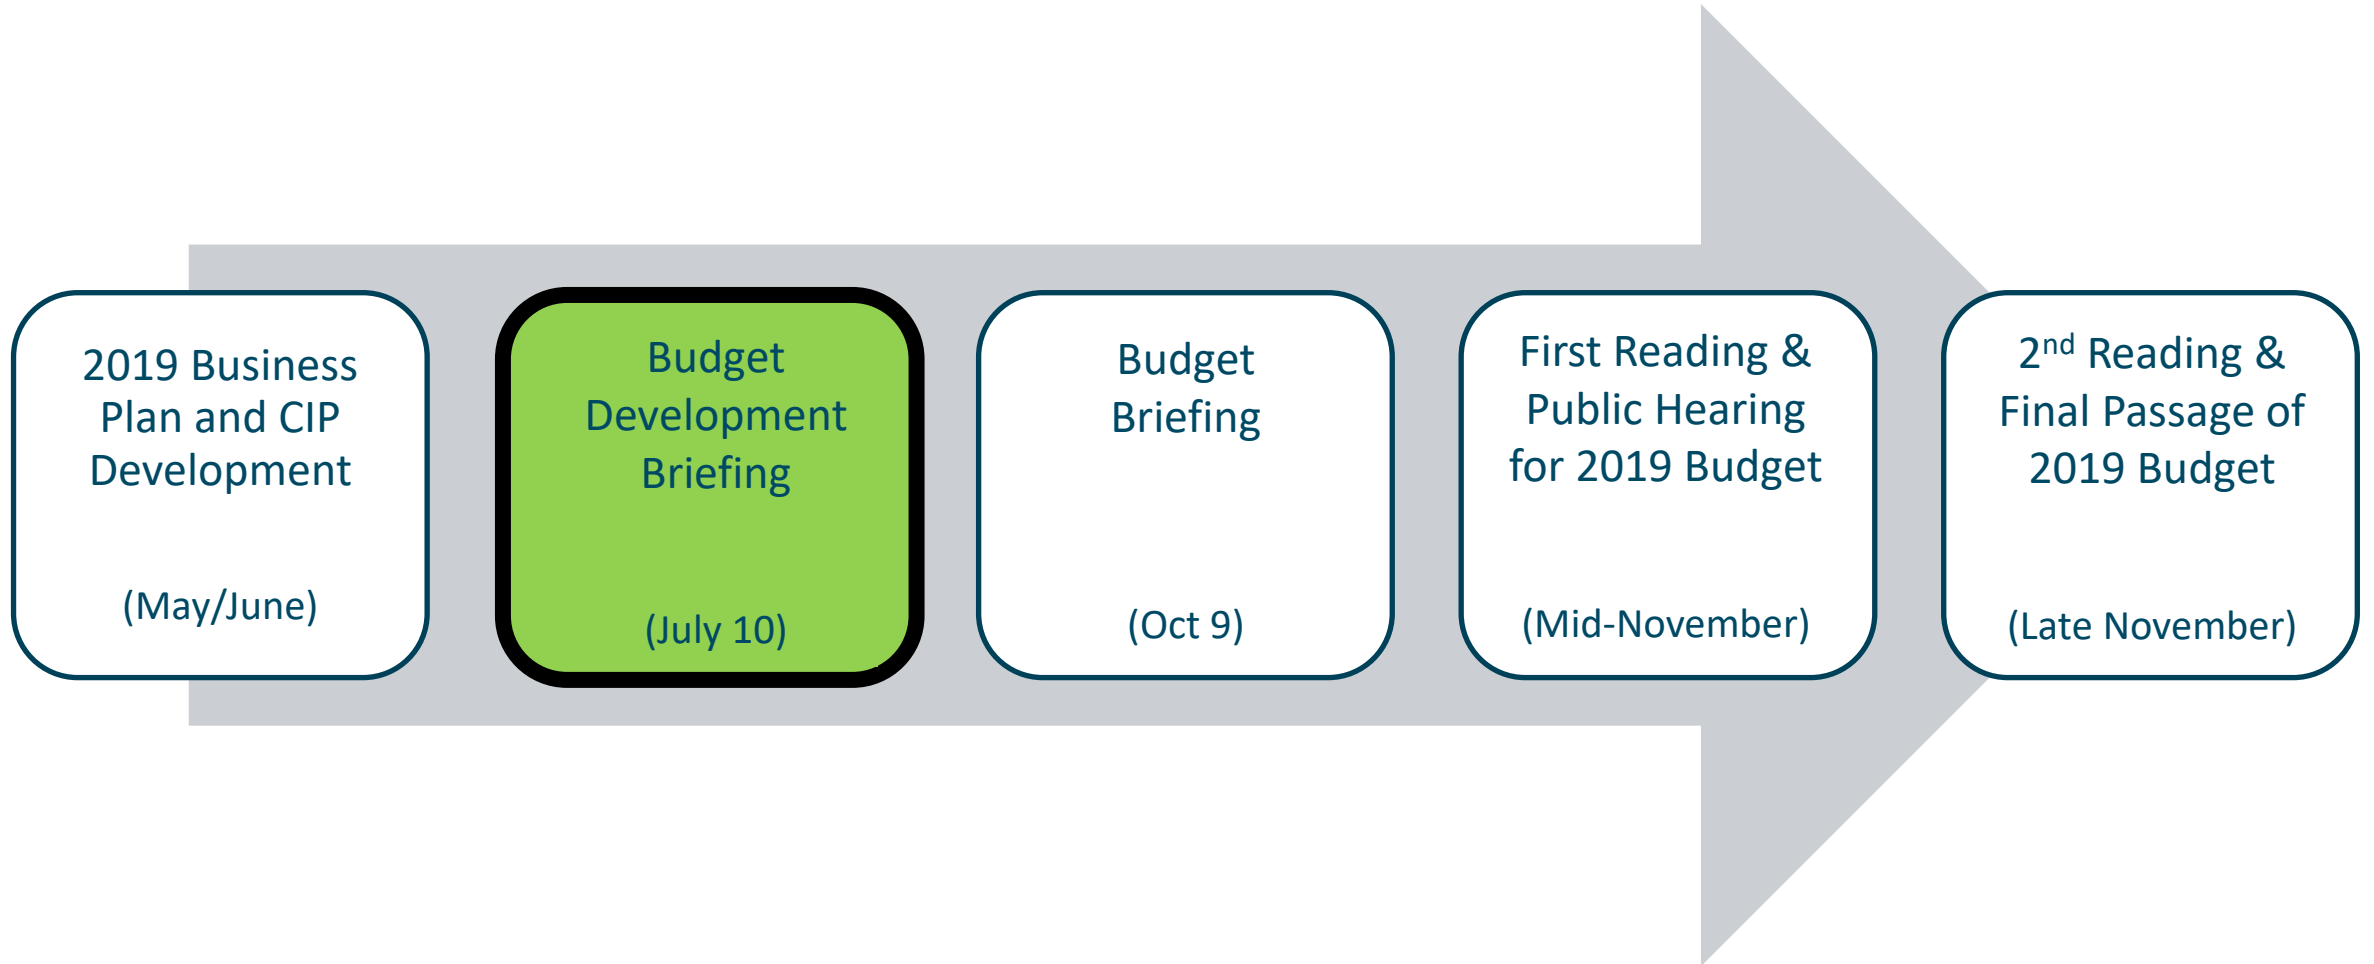 2019 Business
Plan and CIP
Development
(May/June)
Budget
Development
Briefing
(July 10)
Budget
Briefing
(Oct 9)
First Reading &
Public Hearing
for 2019 Budget
(Mid-November)
2nd Reading &
Final Passage of
2019 Budget
(Late November)